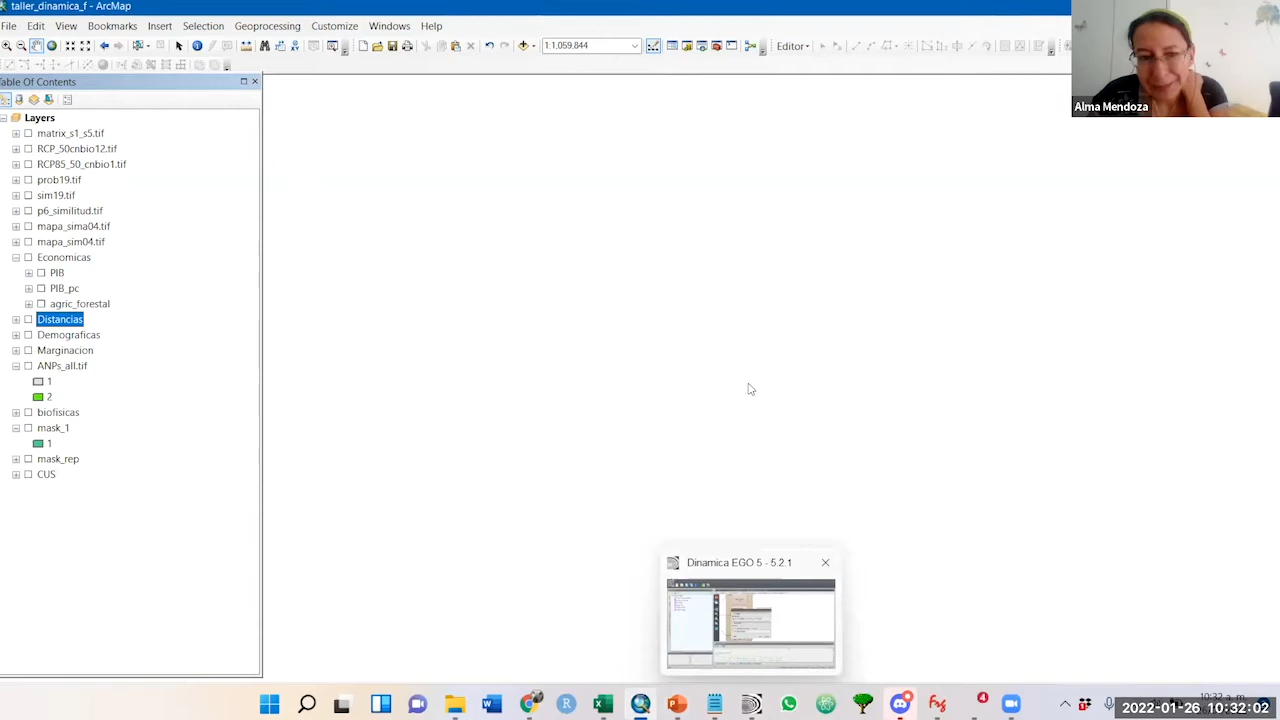 taller_dinamica_f - ArcMap
File Edit View Bookmarks Insert Selection Geoprocessing Customize Windows Help
1:1,059,844
Editor
Table Of Contents
Alma Mendoza
Layers
matrix_s1_s5.tif
RCP_50cnbio12.tif
RCP85_50_cnbio1.tif
prob19.tif
sim19.tif
p6_similitud.tif
mapa_sima04.tif
mapa_sim04.tif
Economicas
PIB
PIB_pc
agric_forestal
Distancias
Demograficas
Marginacion
ANPs_all.tif
1
2
biofisicas
mask_1
1
mask_rep
CUS
Dinamica EGO 5 - 5.2.1
4
2022-01-26 10:32:02